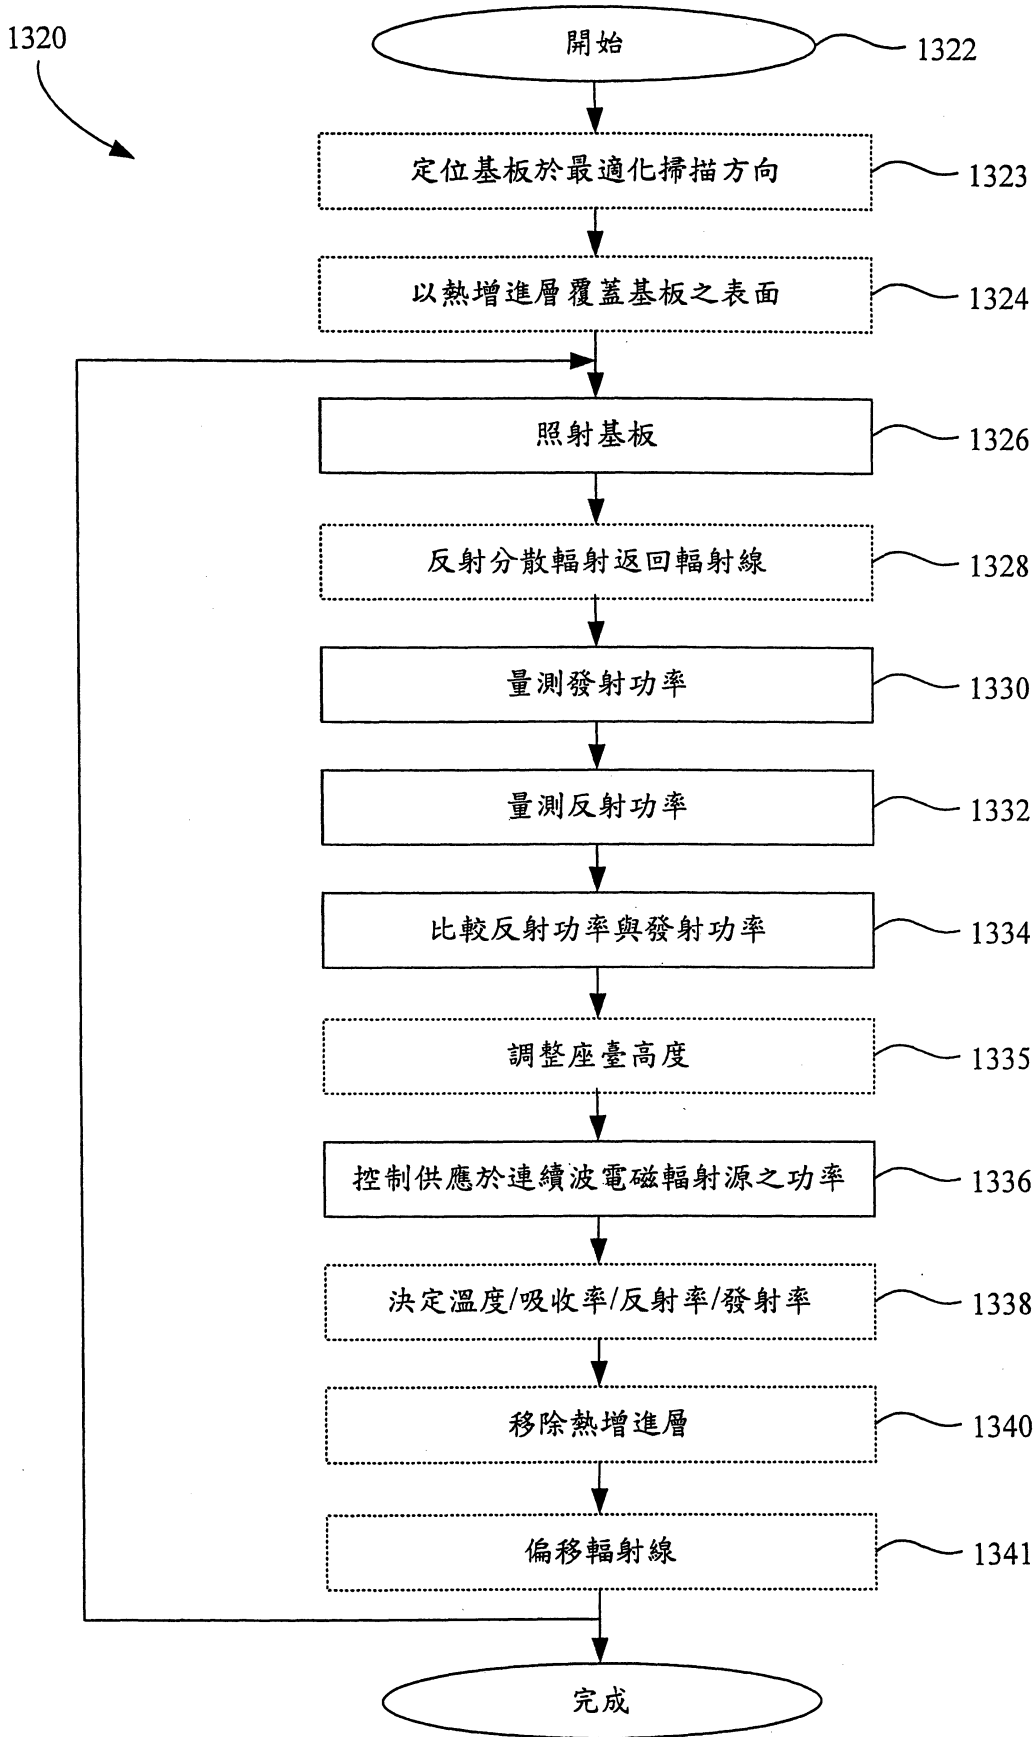 1320
開始
1322
定位基板於最適化掃描方向
1323
以熱增進層覆蓋基板之表面
1324
照射基板
1326
反射分散輻射返回輻射線
1328
量測發射功率
1330
量測反射功率
1332
比較反射功率與發射功率
1334
調整座臺高度
1335
控制供應於連續波電磁輻射源之功率
1336
決定溫度/吸收率/反射率/發射率
1338
移除熱增進層
1340
偏移輻射線
1341
完成